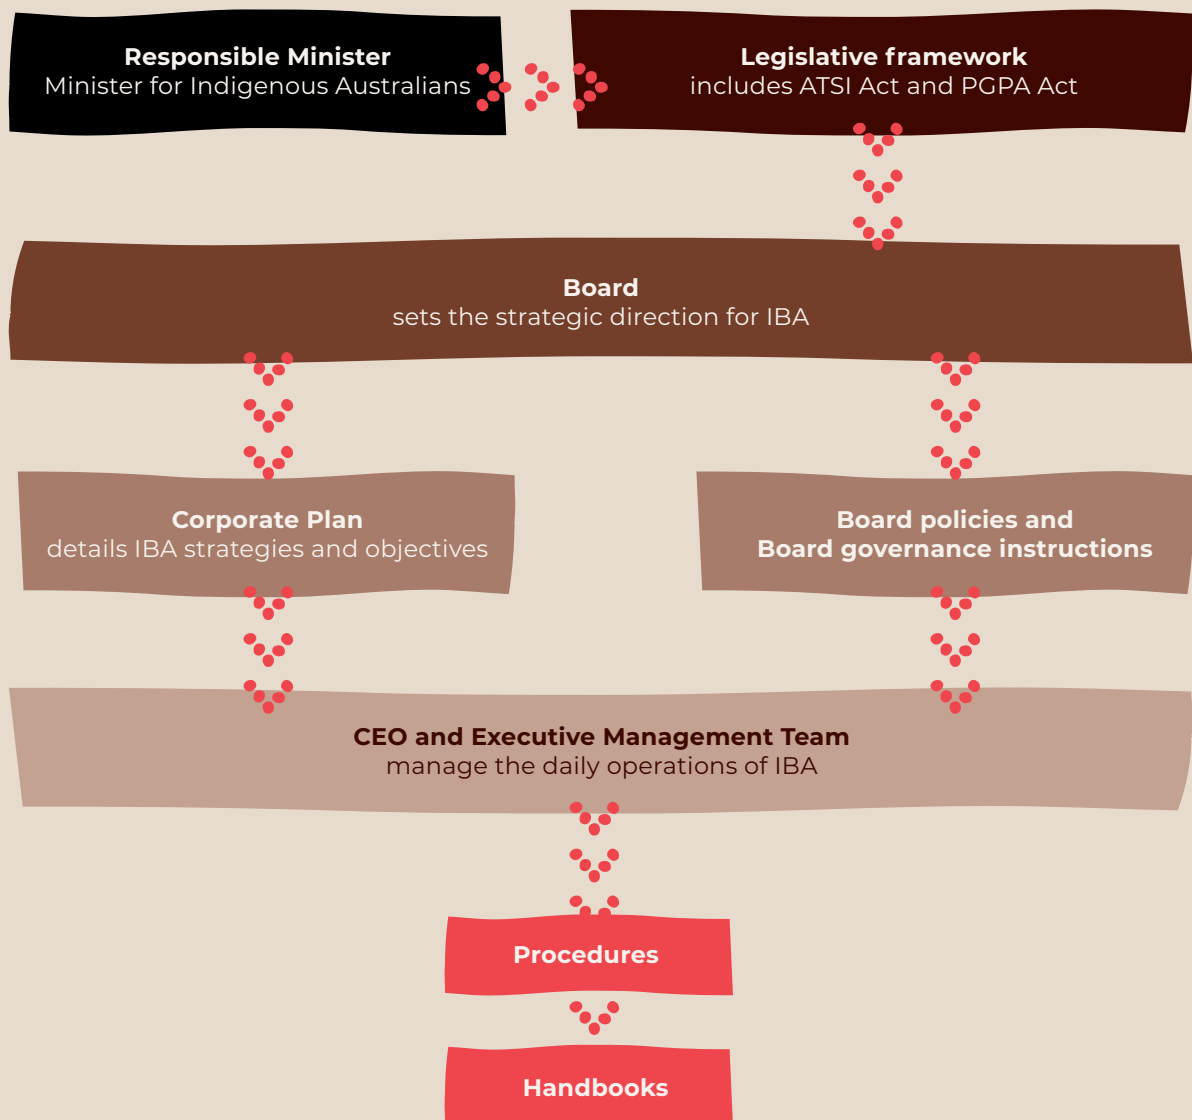 Responsible Minister
Minister for Indigenous Australians
Legislative framework
includes ATSI Act and PGPA Act
Board
sets the strategic direction for IBA
Corporate Plan
details IBA strategies and objectives
Board policies and
Board governance instructions
CEO and Executive Management Team
manage the daily operations of IBA
Procedures
Handbooks